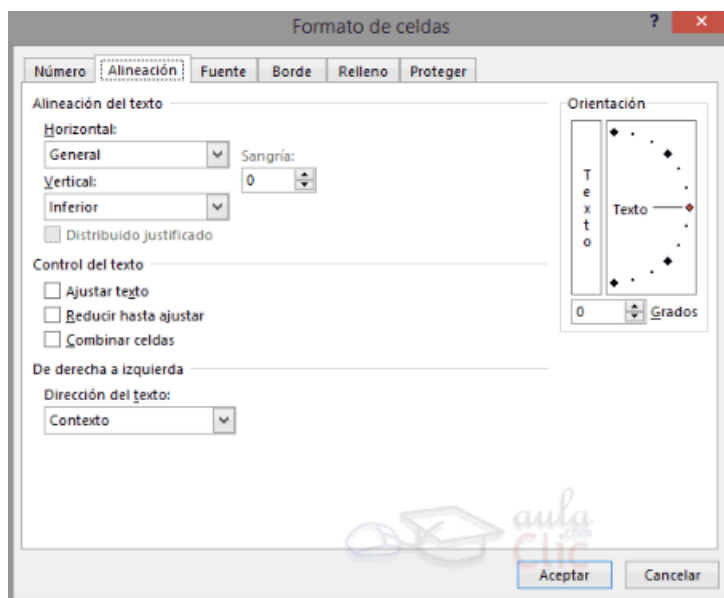 Formato de celdas
?
Número Alineación Fuente Borde Relleno Proteger
Alineación del texto
Horizontal:
General
Sangría:
0
Vertical:
Inferior
Distribuido justificado
Control del texto
Ajustar texto
Reducir hasta ajustar
Combinar celdas
De derecha a izquierda
Dirección del texto:
Contexto
Orientación
Texto
Texto
0 Grados
aula
.com
Clic
Aceptar Cancelar